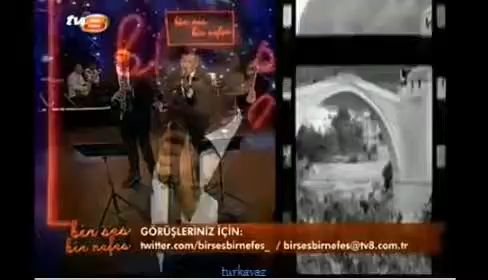 tv8
bir ses
bir nefes
bir ses
bir nefes
GÖRÜŞLERİNİZ İÇİN:
twitter.com/birsesbirnefes_ / birsesbirnefes@tv8.com.tr
turkavaz